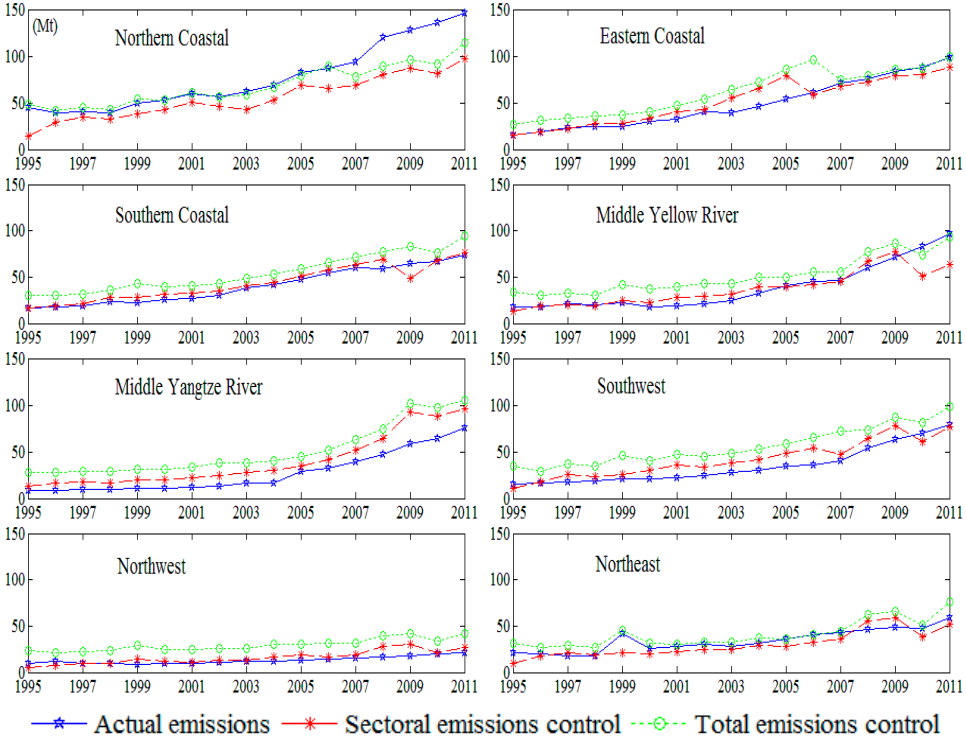 150
100
50
0
(Mt)
Northern Coastal
1995 1997 1999 2001 2003 2005 2007 2009 2011
150
100
50
0
Eastern Coastal
1995 1997 1999 2001 2003 2005 2007 2009 2011
150
100
50
0
Southern Coastal
1995 1997 1999 2001 2003 2005 2007 2009 2011
150
100
50
0
Middle Yellow River
1995 1997 1999 2001 2003 2005 2007 2009 2011
150
100
50
0
Middle Yangtze River
1995 1997 1999 2001 2003 2005 2007 2009 2011
150
100
50
0
Southwest
1995 1997 1999 2001 2003 2005 2007 2009 2011
150
100
50
0
Northwest
1995 1997 1999 2001 2003 2005 2007 2009 2011
150
100
50
0
Northeast
1995 1997 1999 2001 2003 2005 2007 2009 2011
Actual emissions Sectoral emissions control Total emissions control